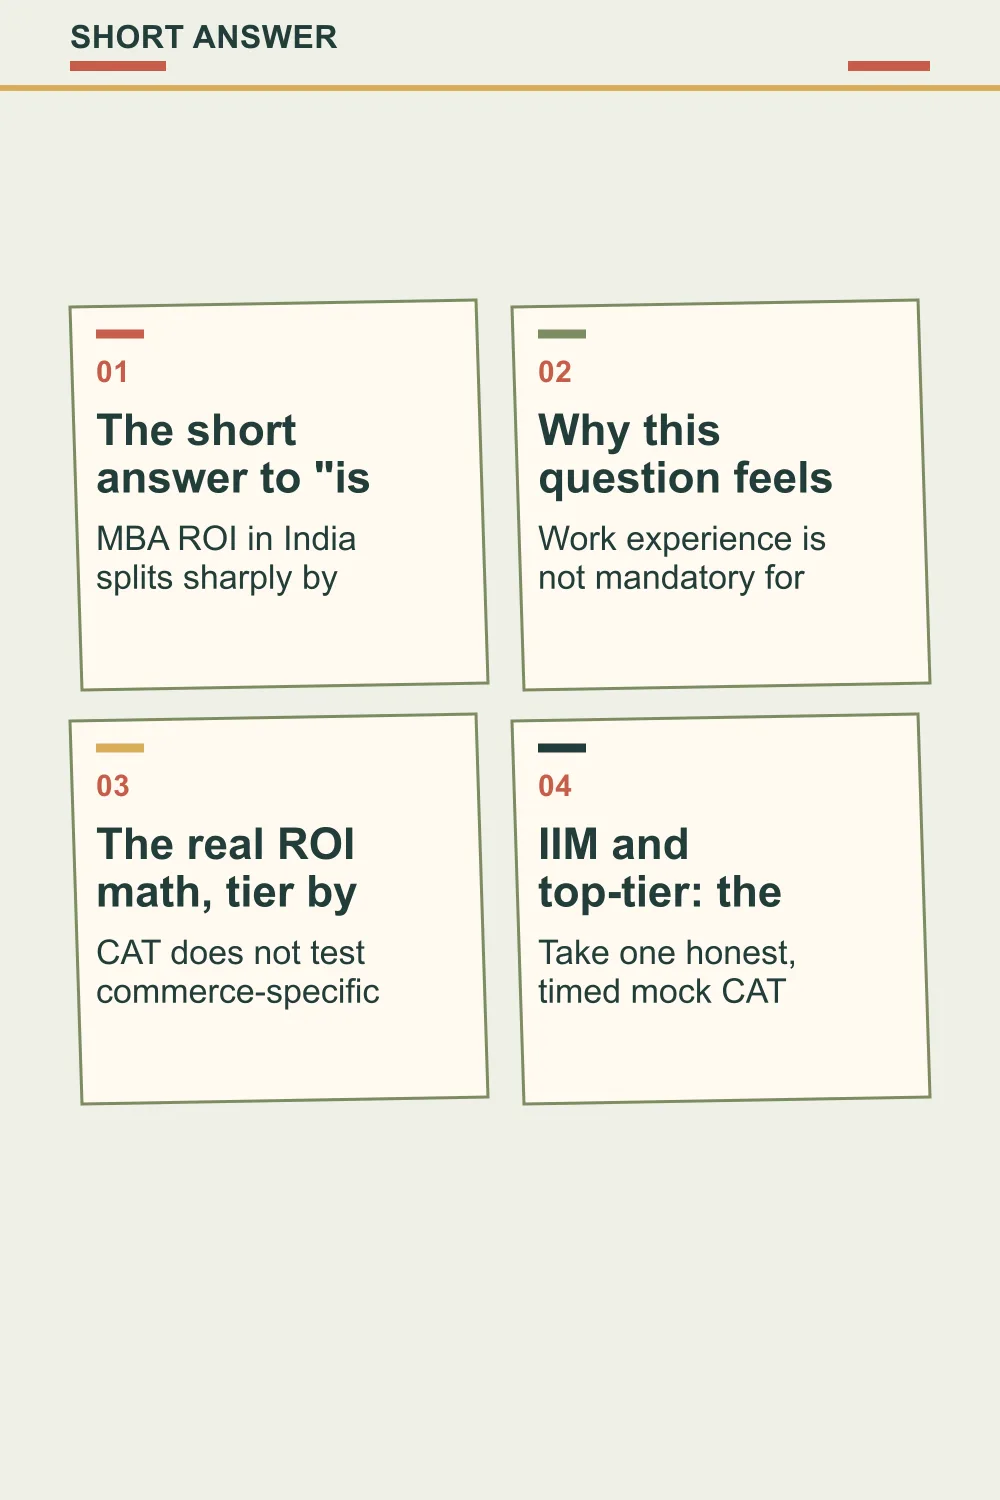 SHORT ANSWER
01
The short
answer to "is
MBA ROI in India
splits sharply by
02
Why this
question feels
Work experience is
not mandatory for
03
The real ROI
math, tier by
CAT does not test
commerce-specific
04
IIM and
top-tier: the
Take one honest,
timed mock CAT